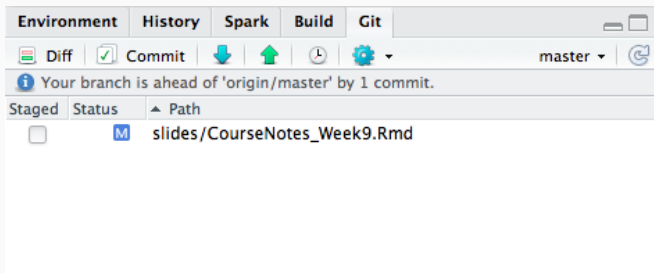 Environment History Spark Build Git
Diff Commit master
Your branch is ahead of 'origin/master' by 1 commit.
Staged Status Path
M slides/CourseNotes_Week9.Rmd